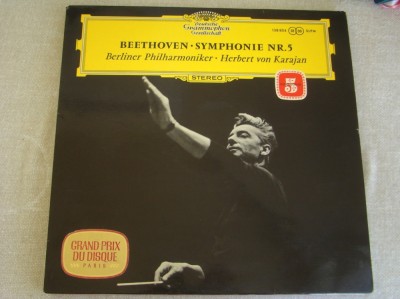 Deutsche
Grammophon
Gesellschaft
BEETHOVEN · SYMPHONIE NR. 5
Berliner Philharmoniker · Herbert von Karajan
STEREO
5
GRAND PRIX
DU DISQUE
PARIS